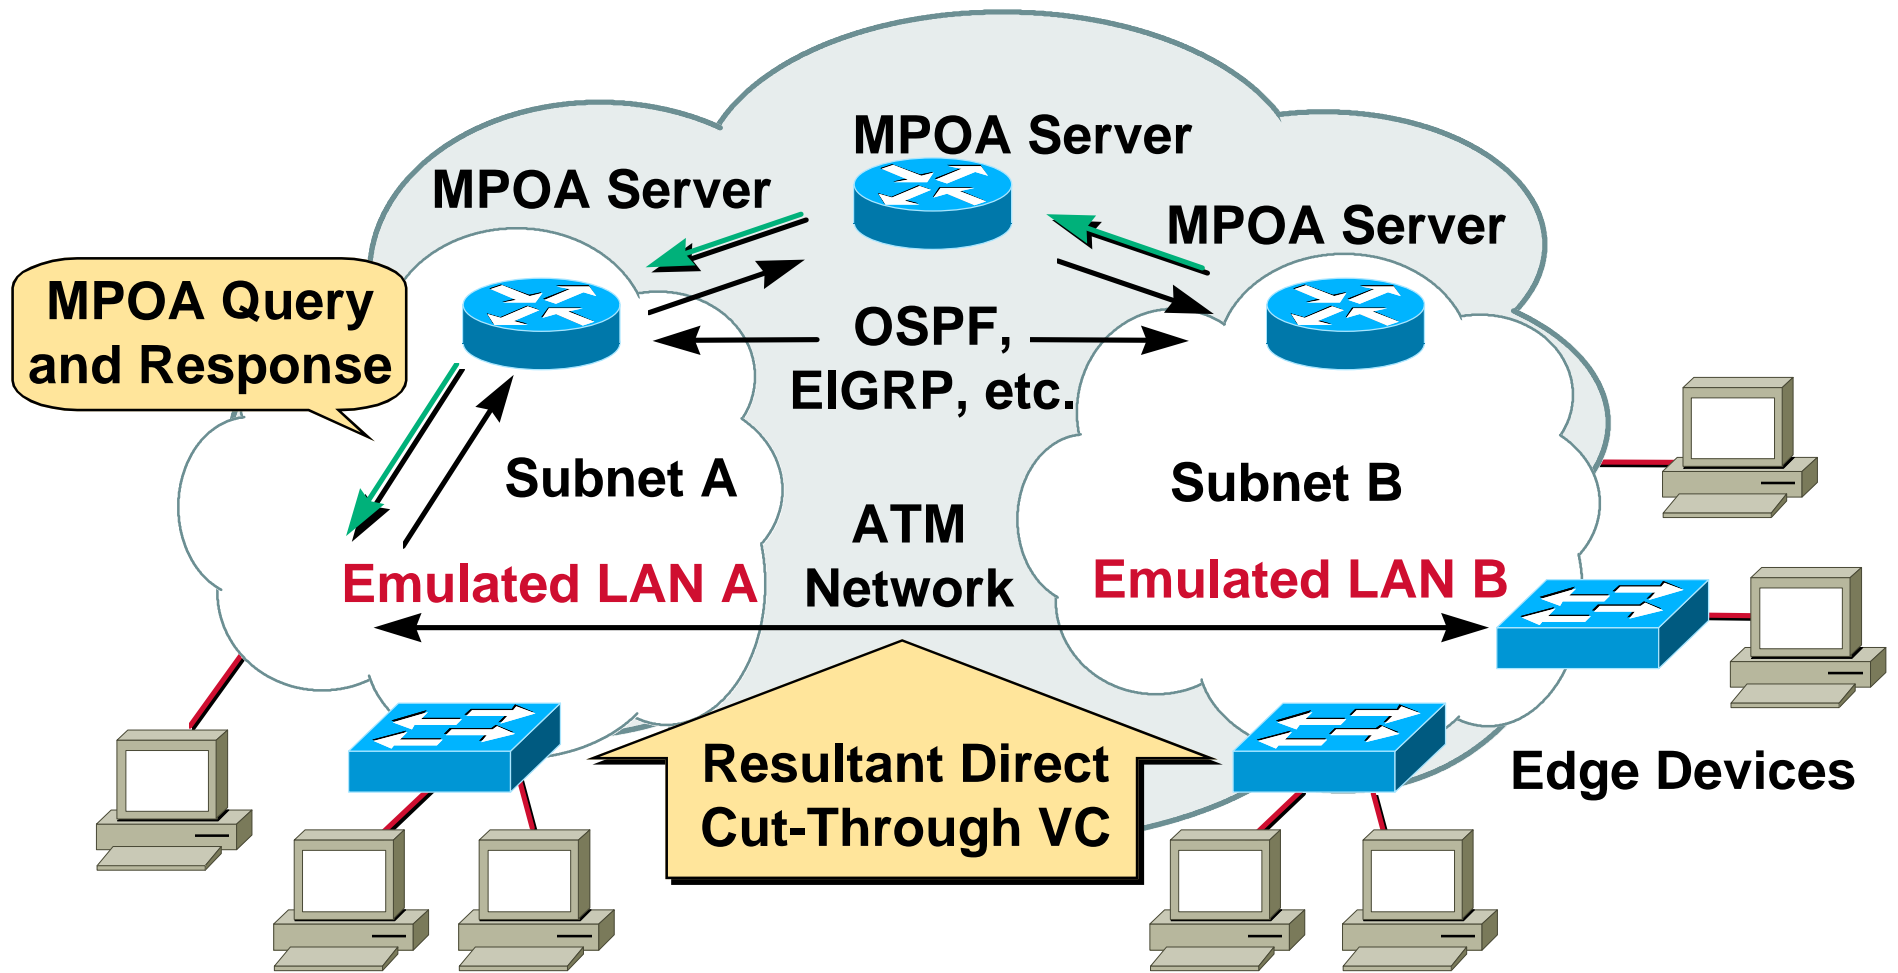 MPOA Server
MPOA Server
MPOA Server
MPOA Query
and Response
OSPF,
EIGRP, etc.
Subnet A
Subnet B
ATM
Network
Emulated LAN A
Emulated LAN B
Resultant Direct
Cut-Through VC
Edge Devices